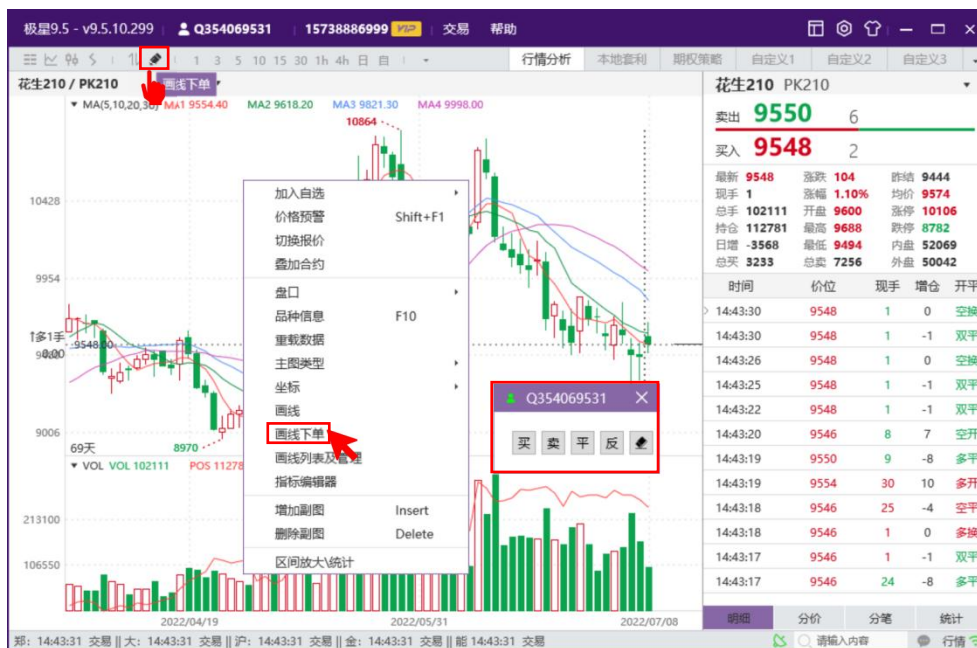 极星9.5 - v9.5.10.299 Q354069531 15738886999 VIP 交易 帮助
1 3 5 10 15 30 1h 4h 日 自 行情分析 本地套利 期权策略 自定义1 自定义2 自定义3
花生210 / PK210 画线下单
MA(5,10,20,30) MA1 9554.40 MA2 9618.20 MA3 9821.30 MA4 9998.00
10864
10428
9954
1多1手 9548.00
9006
69天 8970
VOL VOL 102111 POS 11278
213100
106550
2022/04/19 2022/05/31 2022/07/08
加入自选
价格预警 Shift+F1
切换报价
叠加合约
盘口
品种信息 F10
重载数据
主图类型
坐标
画线
画线下单
画线列表及管理
指标编辑器
增加副图 Insert
删除副图 Delete
区间放大\统计
Q354069531
买 卖 平 反
花生210 PK210
卖出 9550 6
买入 9548 2
最新 9548 涨跌 104 昨结 9444
现手 1 涨幅 1.10% 均价 9574
总手 102111 开盘 9600 涨停 10106
持仓 112781 最高 9688 跌停 8782
日增 -3568 最低 9494 内盘 52069
总买 3233 总卖 7256 外盘 50042
时间 价位 现手 增仓 开平
14:43:30 9548 1 0 空换
14:43:30 9548 1 -1 双平
14:43:26 9548 1 0 空换
14:43:25 9548 1 -1 双平
14:43:22 9548 1 -1 双平
14:43:20 9546 8 7 空开
14:43:19 9550 9 -8 多平
14:43:19 9554 30 10 多开
14:43:18 9546 25 -4 空平
14:43:18 9546 1 0 多换
14:43:17 9546 1 -1 双平
14:43:17 9546 24 -8 多平
明细 分价 分笔 统计
郑: 14:43:31 交易 || 大: 14:43:31 交易 || 沪: 14:43:31 交易 || 金: 14:43:31 交易 || 能 14:43:31 交易 请输入内容 行情